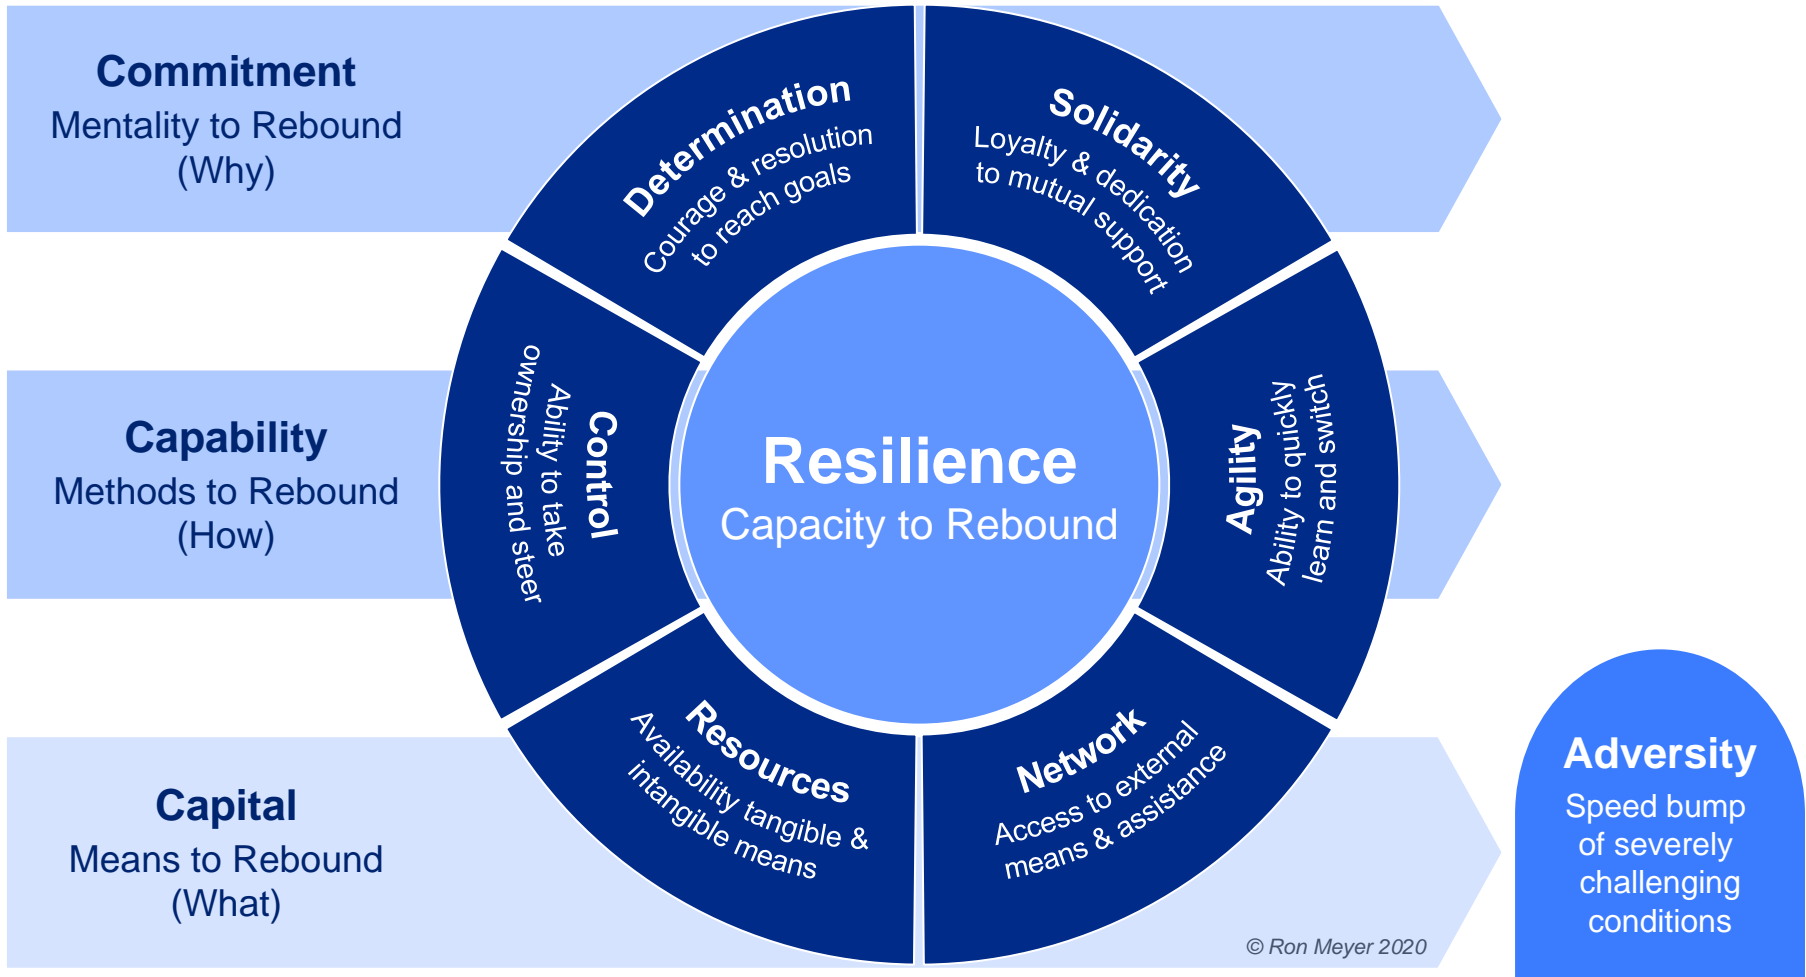 Commitment
Mentality to Rebound
(Why)
Determination
Courage & resolution
to reach goals
Solidarity
Loyalty & dedication
to mutual support
Capability
Methods to Rebound
(How)
Control
Ability to take
ownership and steer
Resilience
Capacity to Rebound
Agility
Ability to quickly
learn and switch
Capital
Means to Rebound
(What)
Resources
Availability tangible &
intangible means
Network
Access to external
means & assistance
Adversity
Speed bump
of severely
challenging
conditions
© Ron Meyer 2020